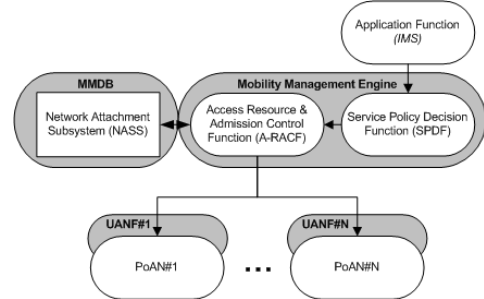 Application Function
(IMS)
MMDB
Mobility Management Engine
Network Attachment
Subsystem (NASS)
Access Resource &
Admission Control
Function (A-RACF)
Service Policy Decision
Function (SPDF)
UANF#1
UANF#N
PoAN#1
...
PoAN#N